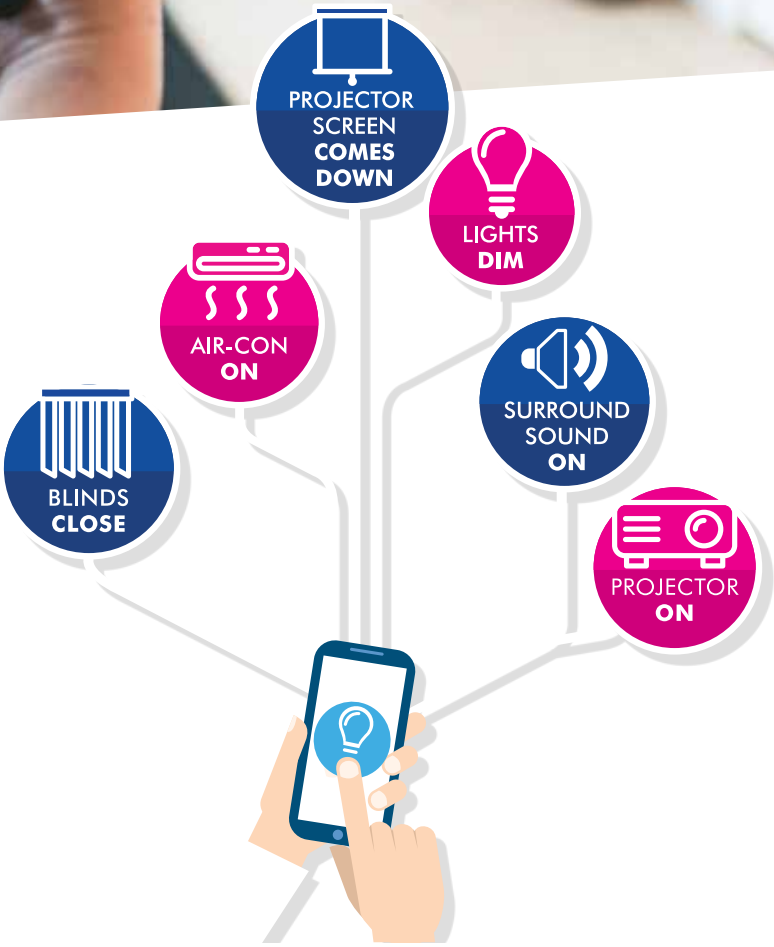 PROJECTOR
SCREEN
COMES
DOWN
LIGHTS
DIM
AIR-CON
ON
SURROUND
SOUND
ON
BLINDS
CLOSE
PROJECTOR
ON